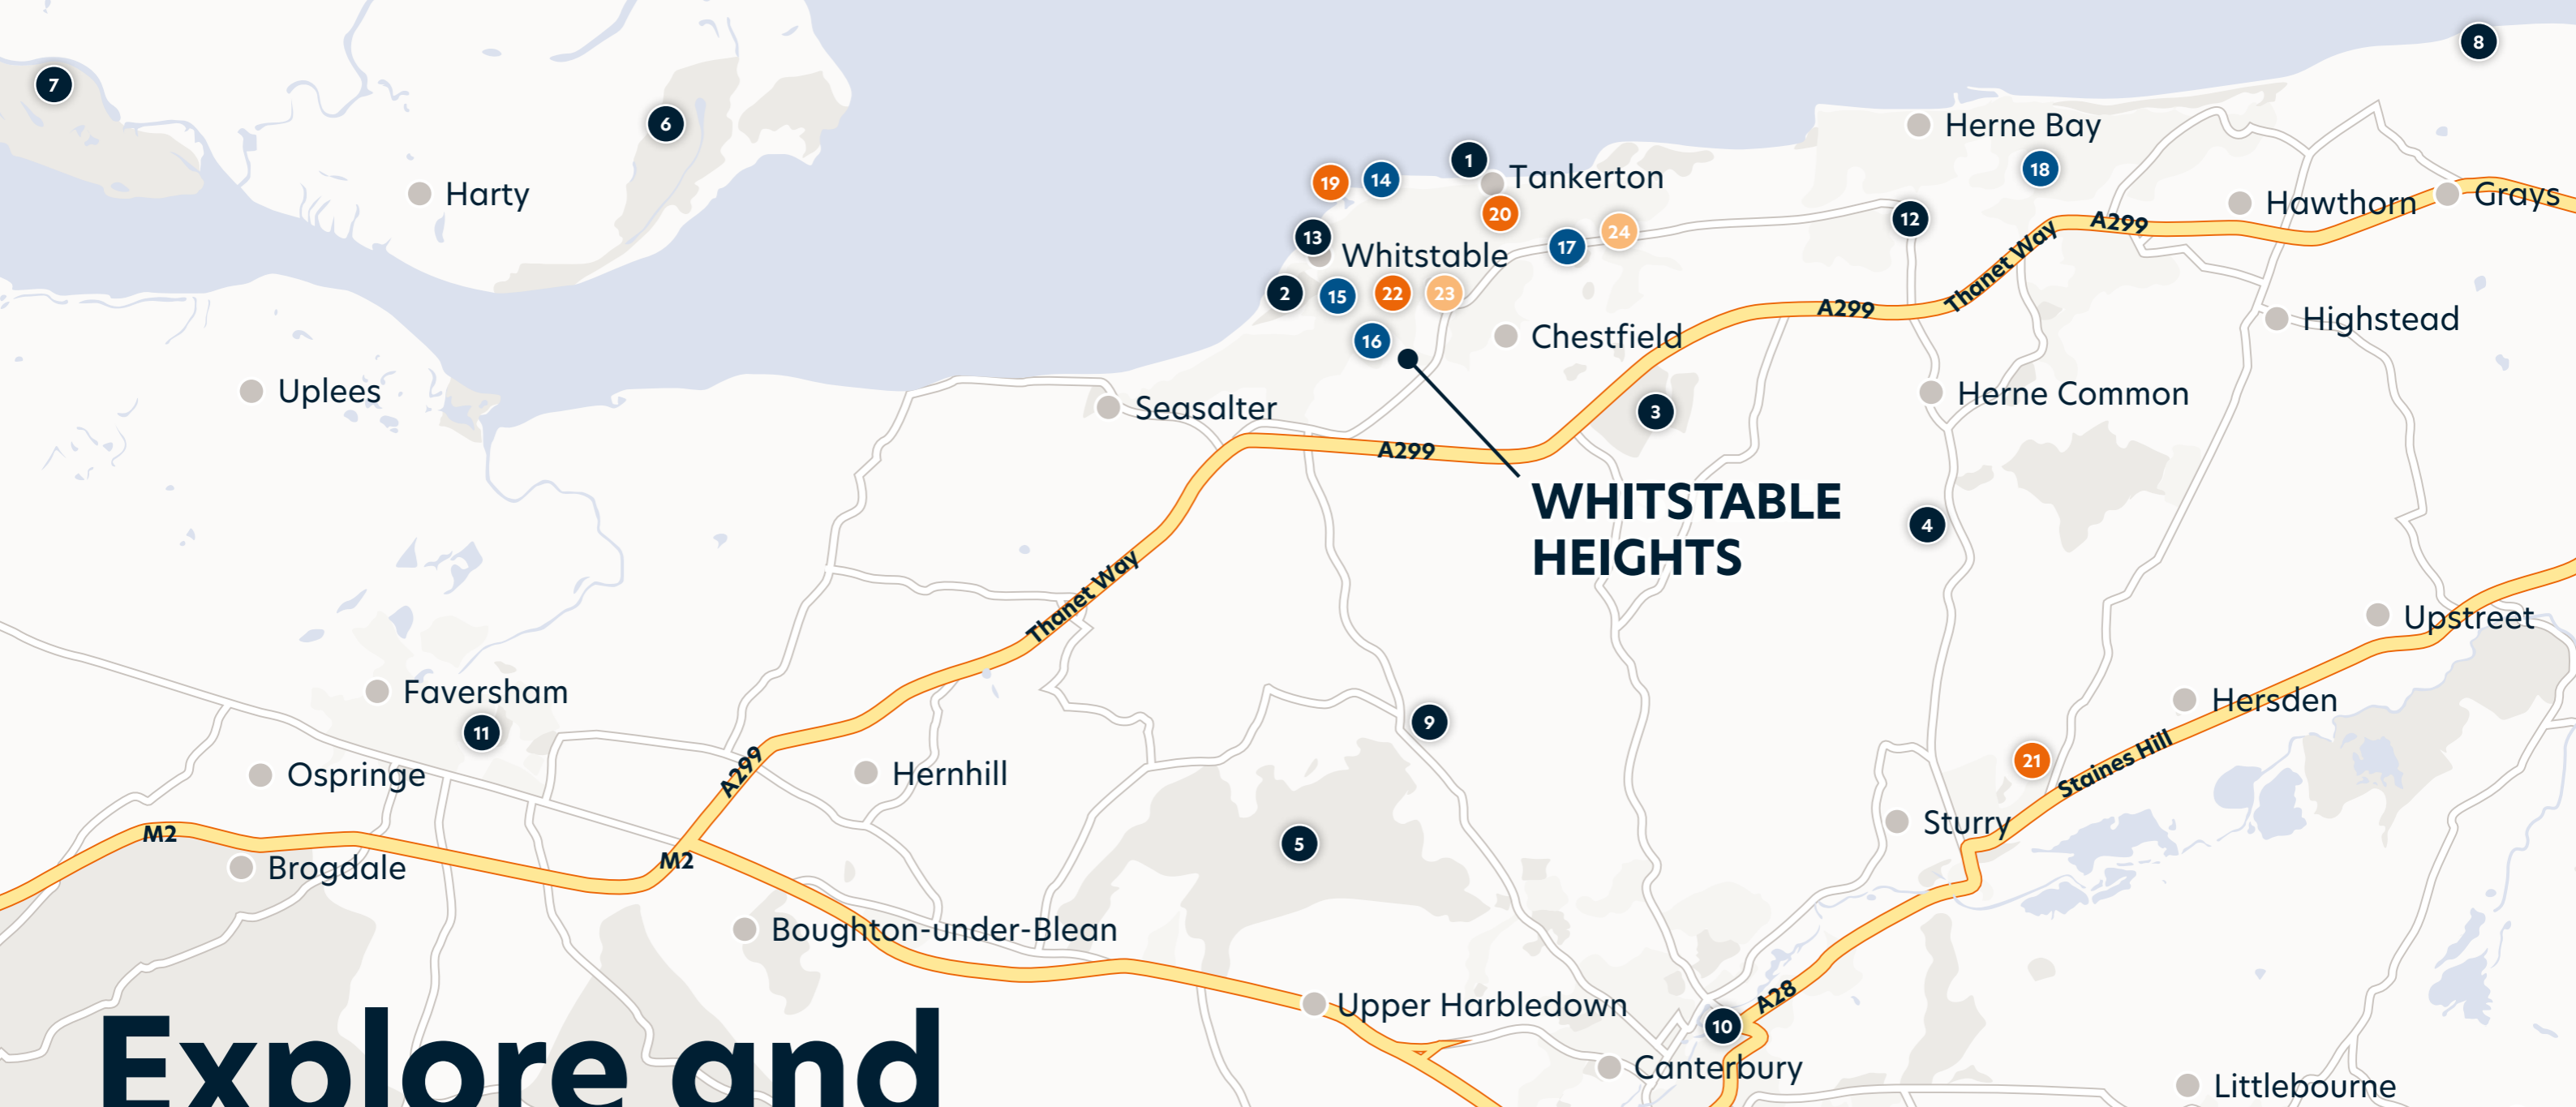 8
7
6
Herne Bay
1
Tankerton
18
19
14
Harty
Hawthorn
Grays
20
12
A299
13
24
17
Whitstable
Thanet Way
2
15
22
23
A299
Highstead
16
Chestfield
Uplees
Herne Common
Seasalter
3
A299
WHITSTABLE
HEIGHTS
4
Thanet Way
Upstreet
Faversham
Hersden
9
11
21
Staines Hill
A299
Hernhill
Ospringe
Sturry
M2
5
M2
Brogdale
Boughton-under-Blean
A28
Upper Harbledown
10
Canterbury
Littlebourne
Explore and